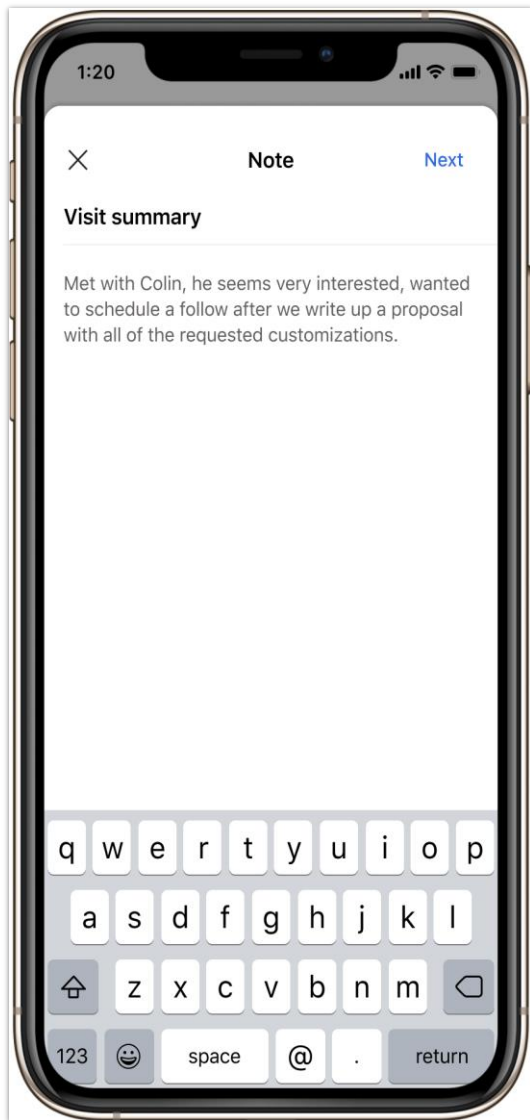 1:20
Note
Next
Visit summary
Met with Colin, he seems very interested, wanted
to schedule a follow after we write up a proposal
with all of the requested customizations.
q w e r t y u i o p
a s d f g h j k l
z x c v b n m
123 space @ . return